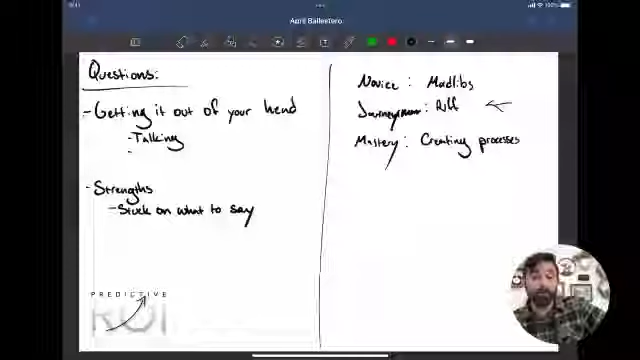 April Ballestero
Questions:
- Getting it out of your head
- Talking
-
- Strengths
- Stuck on what to say
Novice: Madlibs
Journeyman: Riff
Mastery: Creating processes
PREDICTIVE
ROI